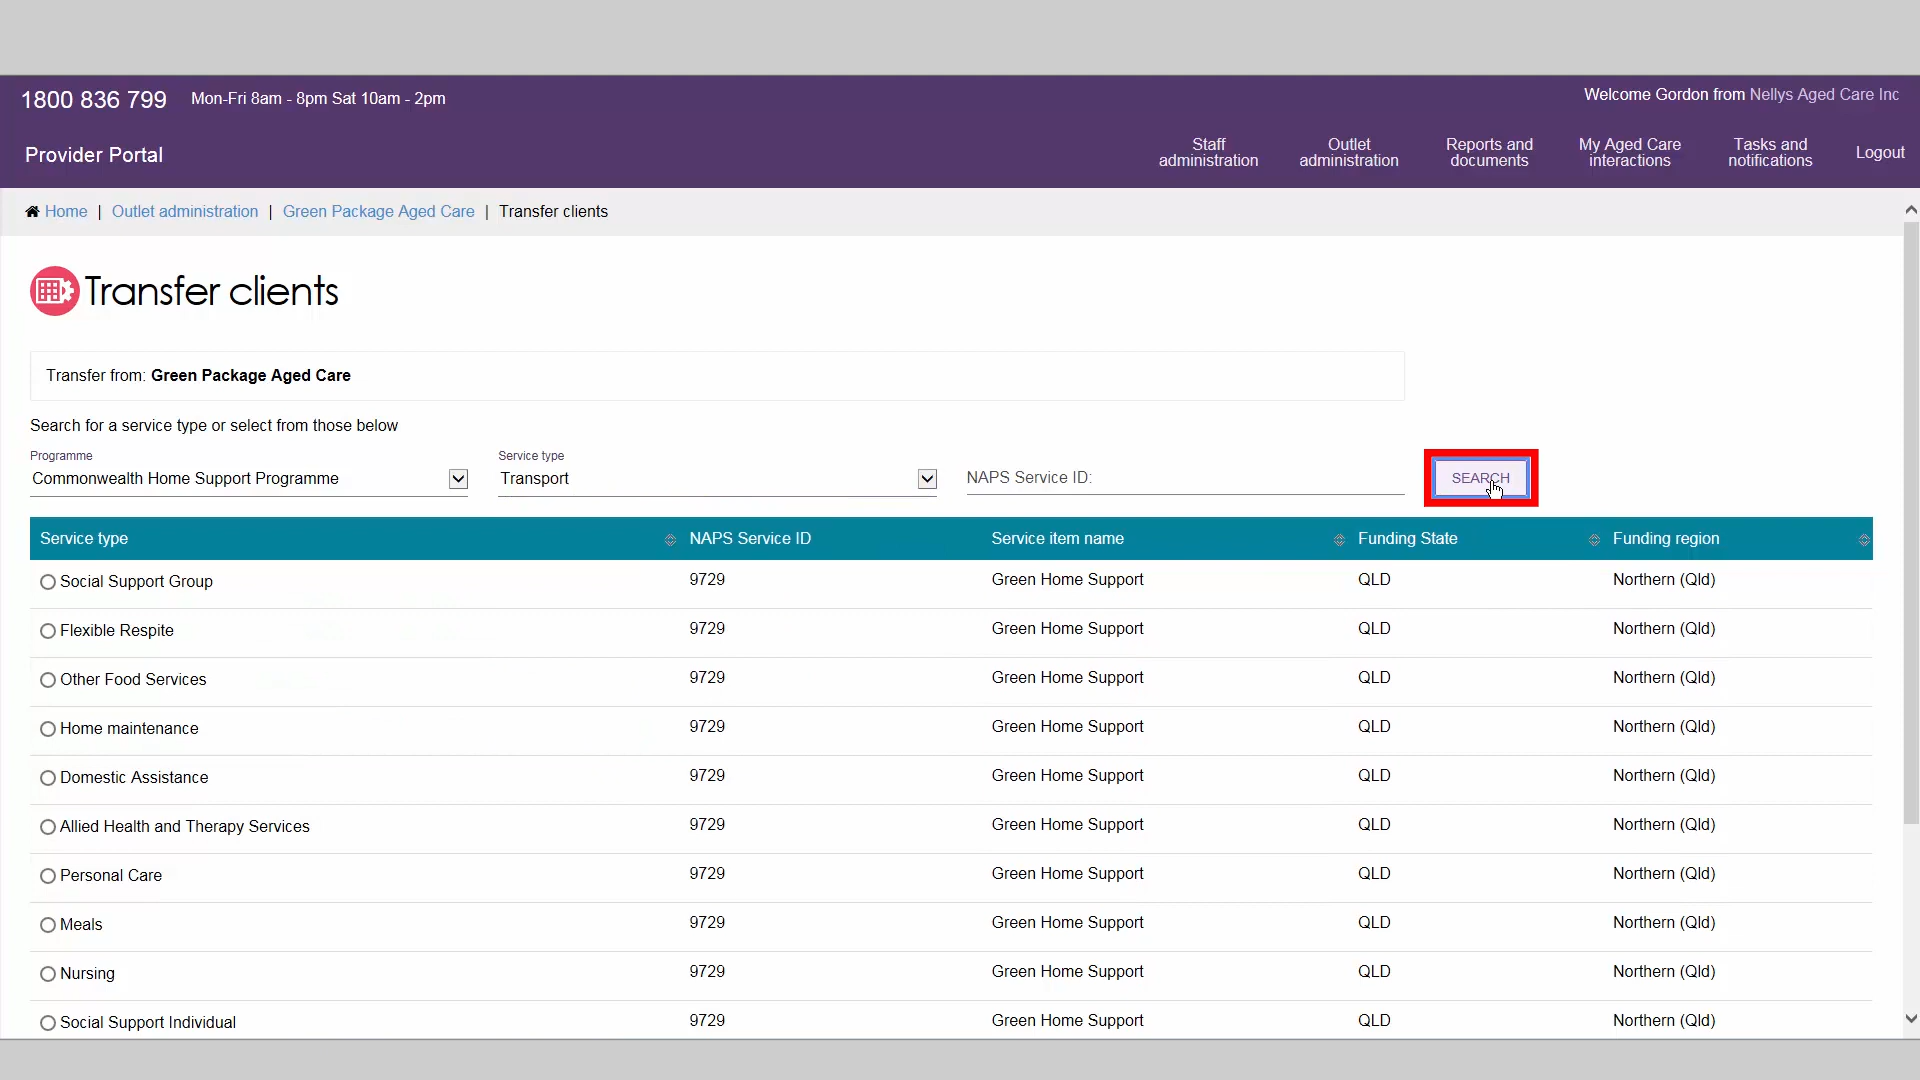 1800 836 799 Mon-Fri 8am - 8pm Sat 10am - 2pm Welcome Gordon from Nellys Aged Care Inc
Provider Portal Staff administration Outlet administration Reports and documents My Aged Care interactions Tasks and notifications Logout
Home | Outlet administration | Green Package Aged Care | Transfer clients
Transfer clients
Transfer from: Green Package Aged Care
Search for a service type or select from those below
Programme Service type
Commonwealth Home Support Programme Transport NAPS Service ID: SEARCH
Service type NAPS Service ID Service item name Funding State Funding region
Social Support Group 9729 Green Home Support QLD Northern (Qld)
Flexible Respite 9729 Green Home Support QLD Northern (Qld)
Other Food Services 9729 Green Home Support QLD Northern (Qld)
Home maintenance 9729 Green Home Support QLD Northern (Qld)
Domestic Assistance 9729 Green Home Support QLD Northern (Qld)
Allied Health and Therapy Services 9729 Green Home Support QLD Northern (Qld)
Personal Care 9729 Green Home Support QLD Northern (Qld)
Meals 9729 Green Home Support QLD Northern (Qld)
Nursing 9729 Green Home Support QLD Northern (Qld)
Social Support Individual 9729 Green Home Support QLD Northern (Qld)